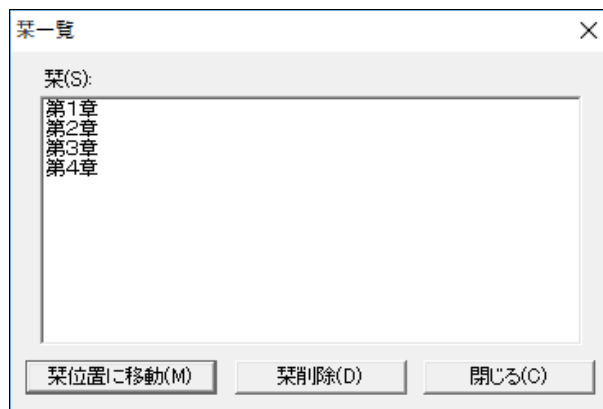 栞一覧
栞(S):
第1章
第2章
第3章
第4章
栞位置に移動(M)
栞削除(D)
閉じる(C)